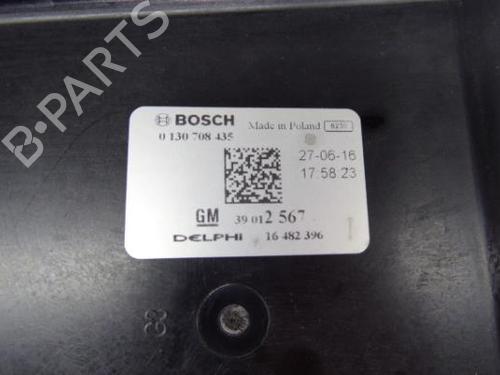 BOSCH Made in Poland
0 130 708 435
27-06-16
17:58:23
GM 39 012 567
DELPHI 16 482 396
B-PARTS